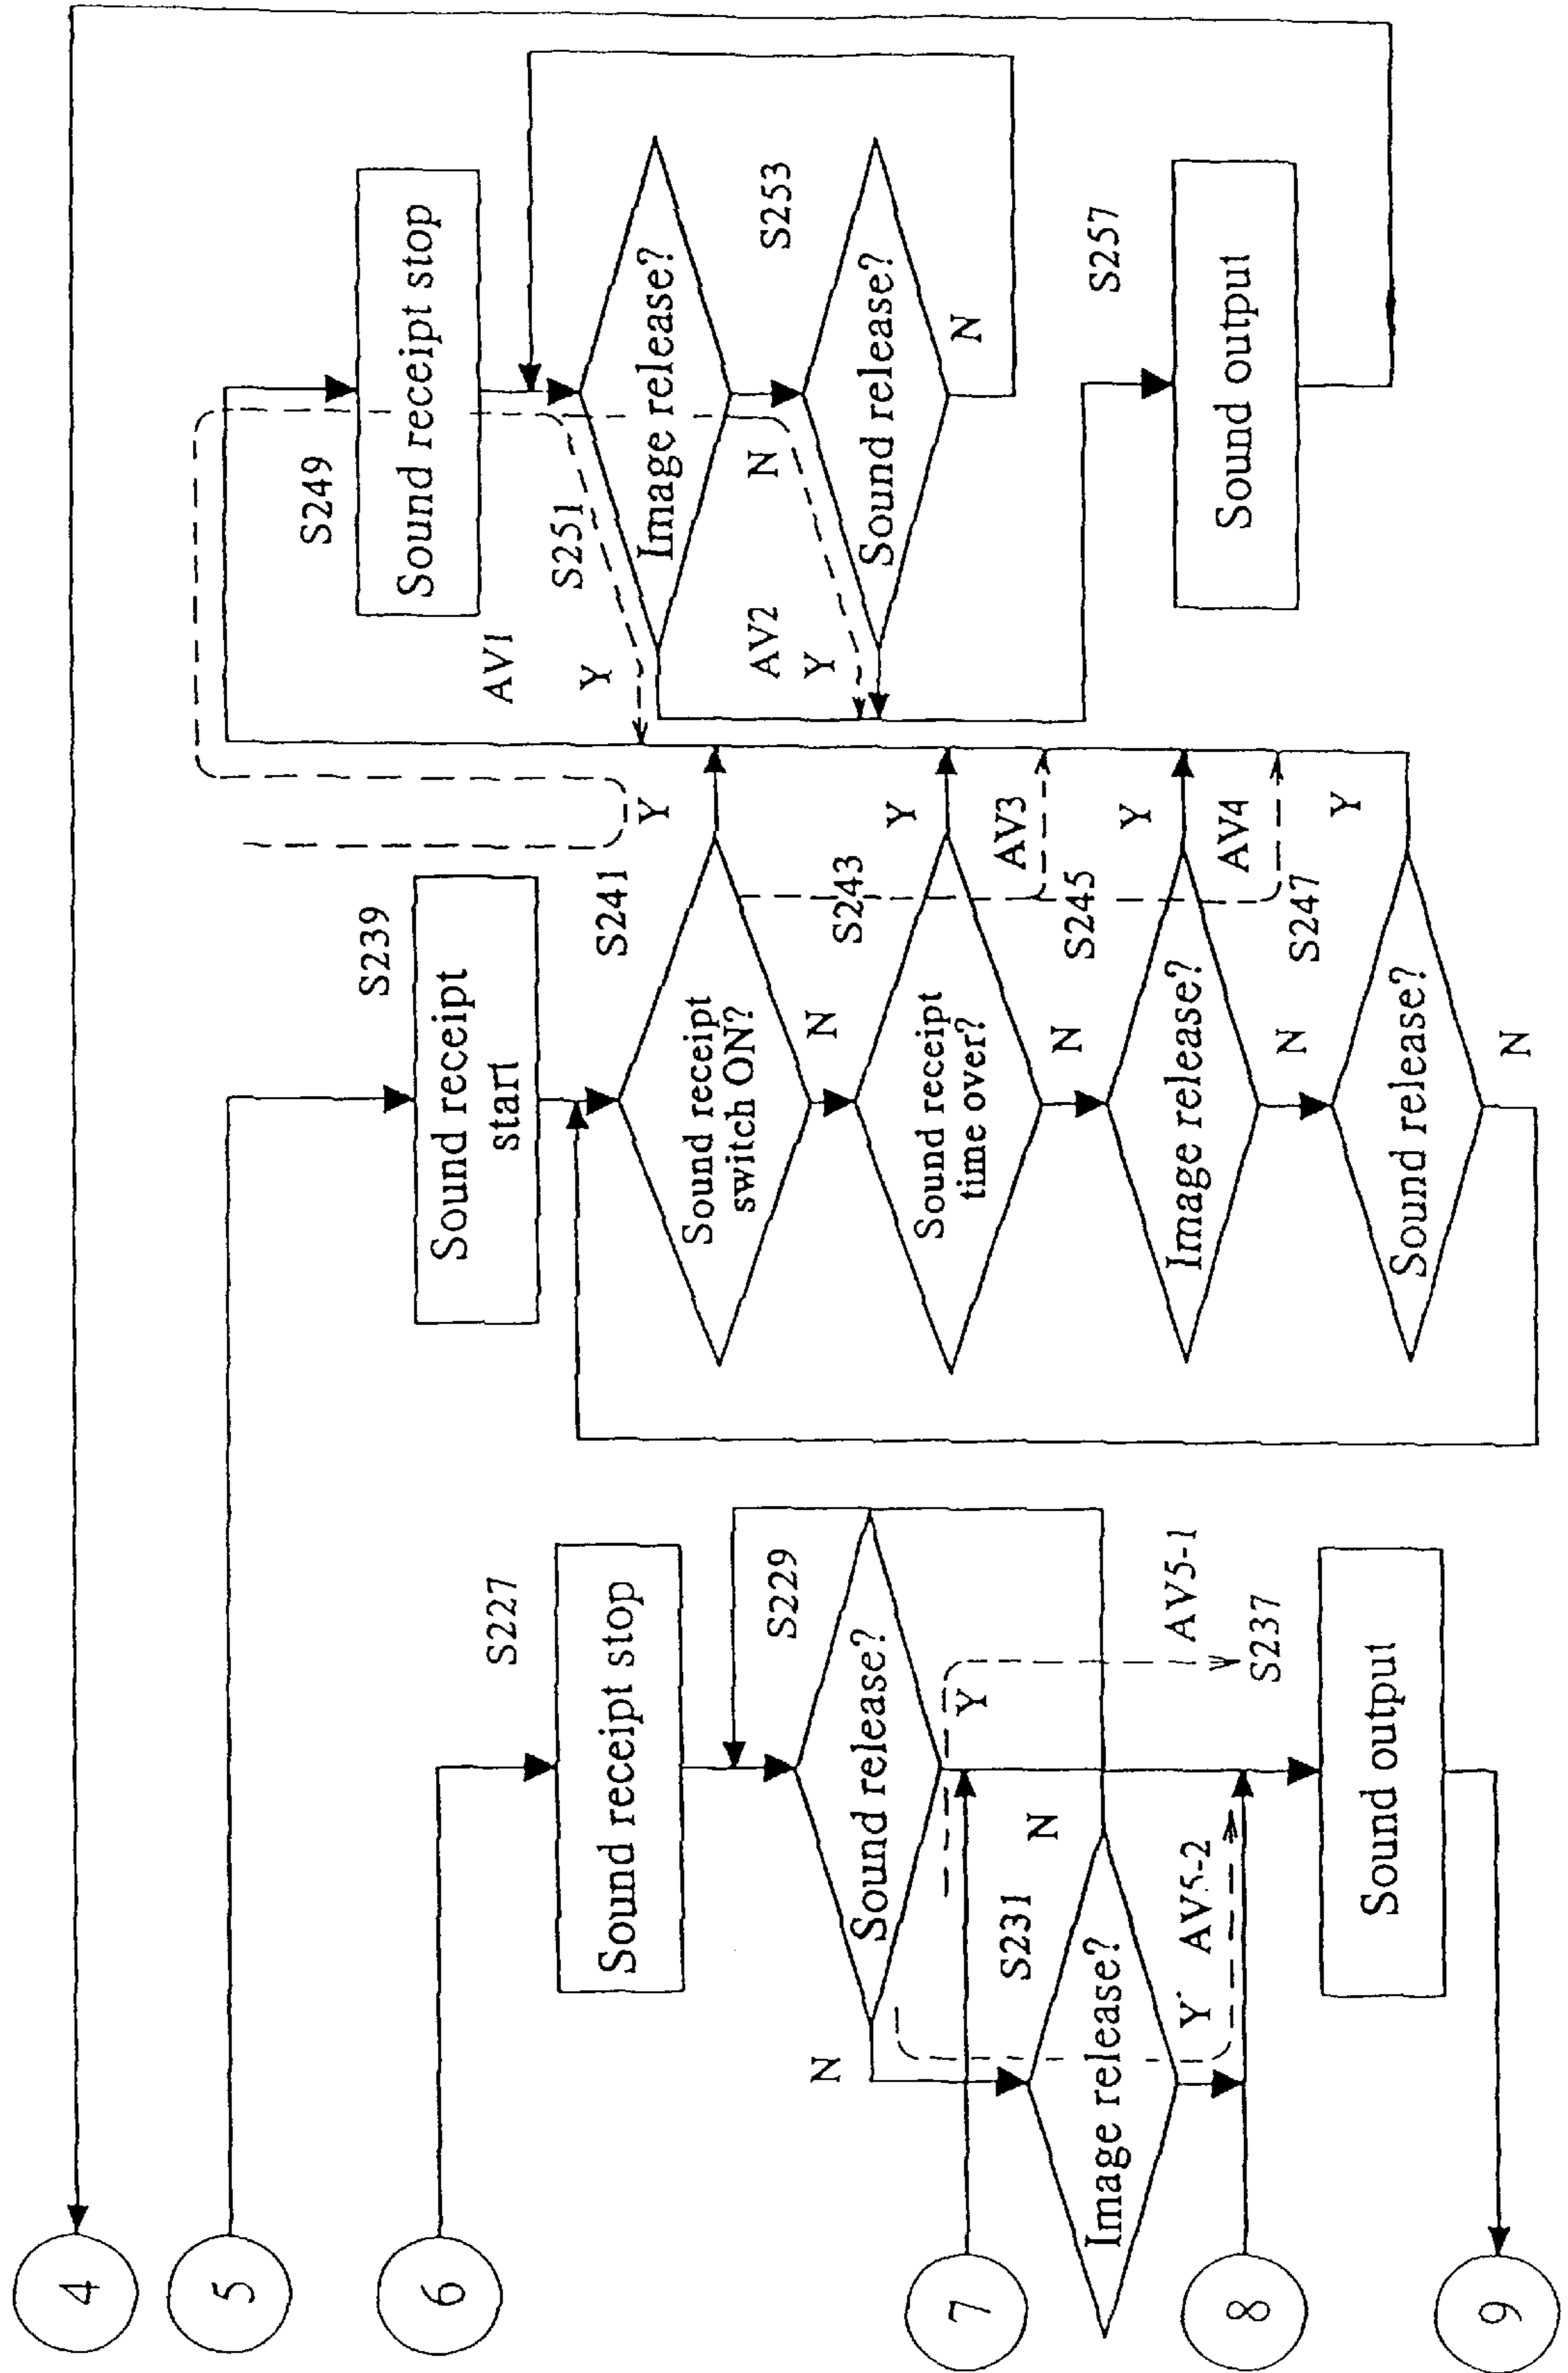 4
5
6
7
8
9
S227
Sound receipt stop
S229
Sound release?
N
Y
S231
Image release?
N
Y
AV5-1
AV5-2
S237
Sound output
S239
Sound receipt
start
S241
Sound receipt
switch ON?
Y
N
S243
Sound receipt
time over?
Y
N
AV3
S245
Image release?
Y
N
AV4
S247
Sound release?
Y
N
S249
Sound receipt stop
AV1
S251
Image release?
Y
N
AV2
S253
Sound release?
Y
N
S257
Sound output